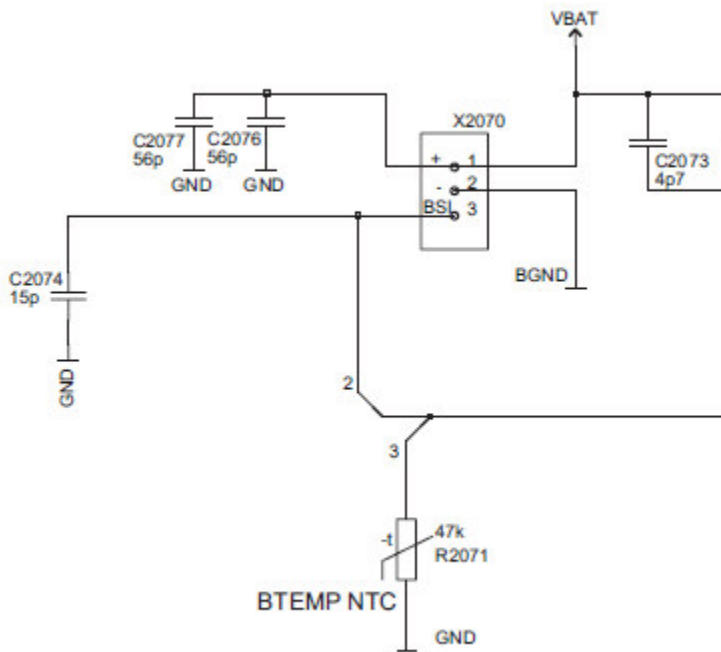 VBAT
X2070
C2077
56p
C2076
56p
+ 1
- 2
BSI 3
C2073
4p7
GND
GND
C2074
15p
BGND
GND
2
3
-t
47k
R2071
BTEMP NTC
GND